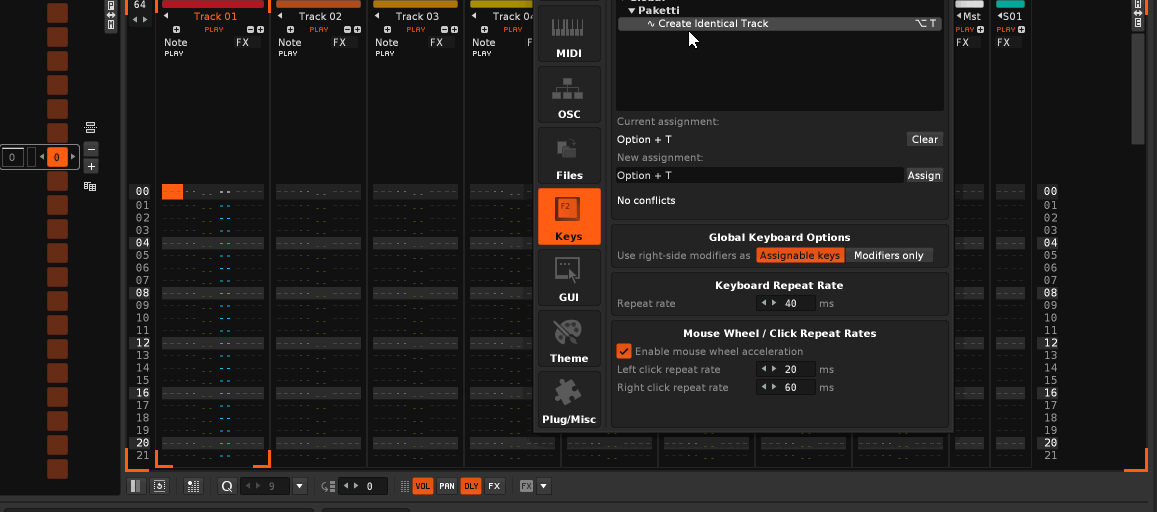 64
Track 01
Track 02
Track 03
Track 04
Mst
S01
PLAY
PLAY
PLAY
PLAY
PLAY
Note
FX
Note
FX
Note
FX
Note
FX
FX
PLAY
PLAY
PLAY
PLAY
Paketti
Create Identical Track
⌥ T
MIDI
OSC
Files
F2
Keys
GUI
Theme
Plug/Misc
Current assignment:
Option + T
Clear
New assignment:
Option + T
Assign
No conflicts
Global Keyboard Options
Use right-side modifiers as
Assignable keys
Modifiers only
Keyboard Repeat Rate
Repeat rate
40
ms
Mouse Wheel / Click Repeat Rates
Enable mouse wheel acceleration
Left click repeat rate
20
ms
Right click repeat rate
60
ms
0
0
00
01
02
03
04
05
06
07
08
09
10
11
12
13
14
15
16
17
18
19
20
21
00
01
02
03
04
05
06
07
08
09
10
11
12
13
14
15
16
17
18
19
20
21
9
0
VOL
PAN
DLY
FX
FX